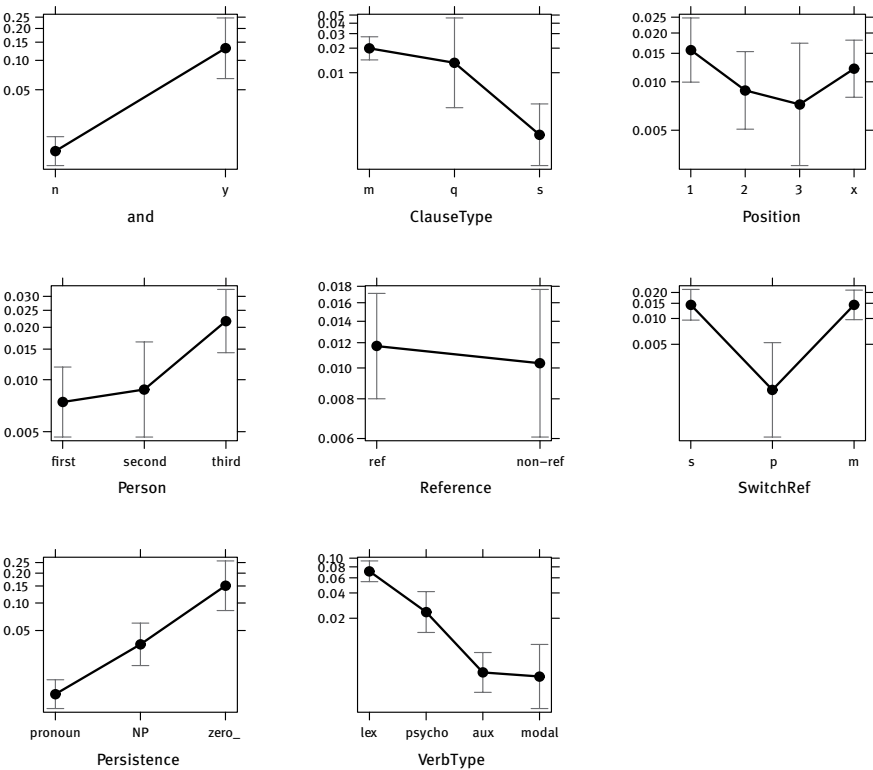 0.25
0.20
0.15
0.10
0.05
n y
and
0.05
0.04
0.03
0.02
0.01
m q s
ClauseType
0.025
0.020
0.015
0.010
0.005
1 2 3 x
Position
0.030
0.025
0.020
0.015
0.010
0.005
first second third
Person
0.018
0.016
0.014
0.012
0.010
0.008
0.006
ref non–ref
Reference
0.020
0.015
0.010
0.005
s p m
SwitchRef
0.25
0.20
0.15
0.10
0.05
pronoun NP zero_
Persistence
0.10
0.08
0.06
0.04
0.02
lex psycho aux modal
VerbType